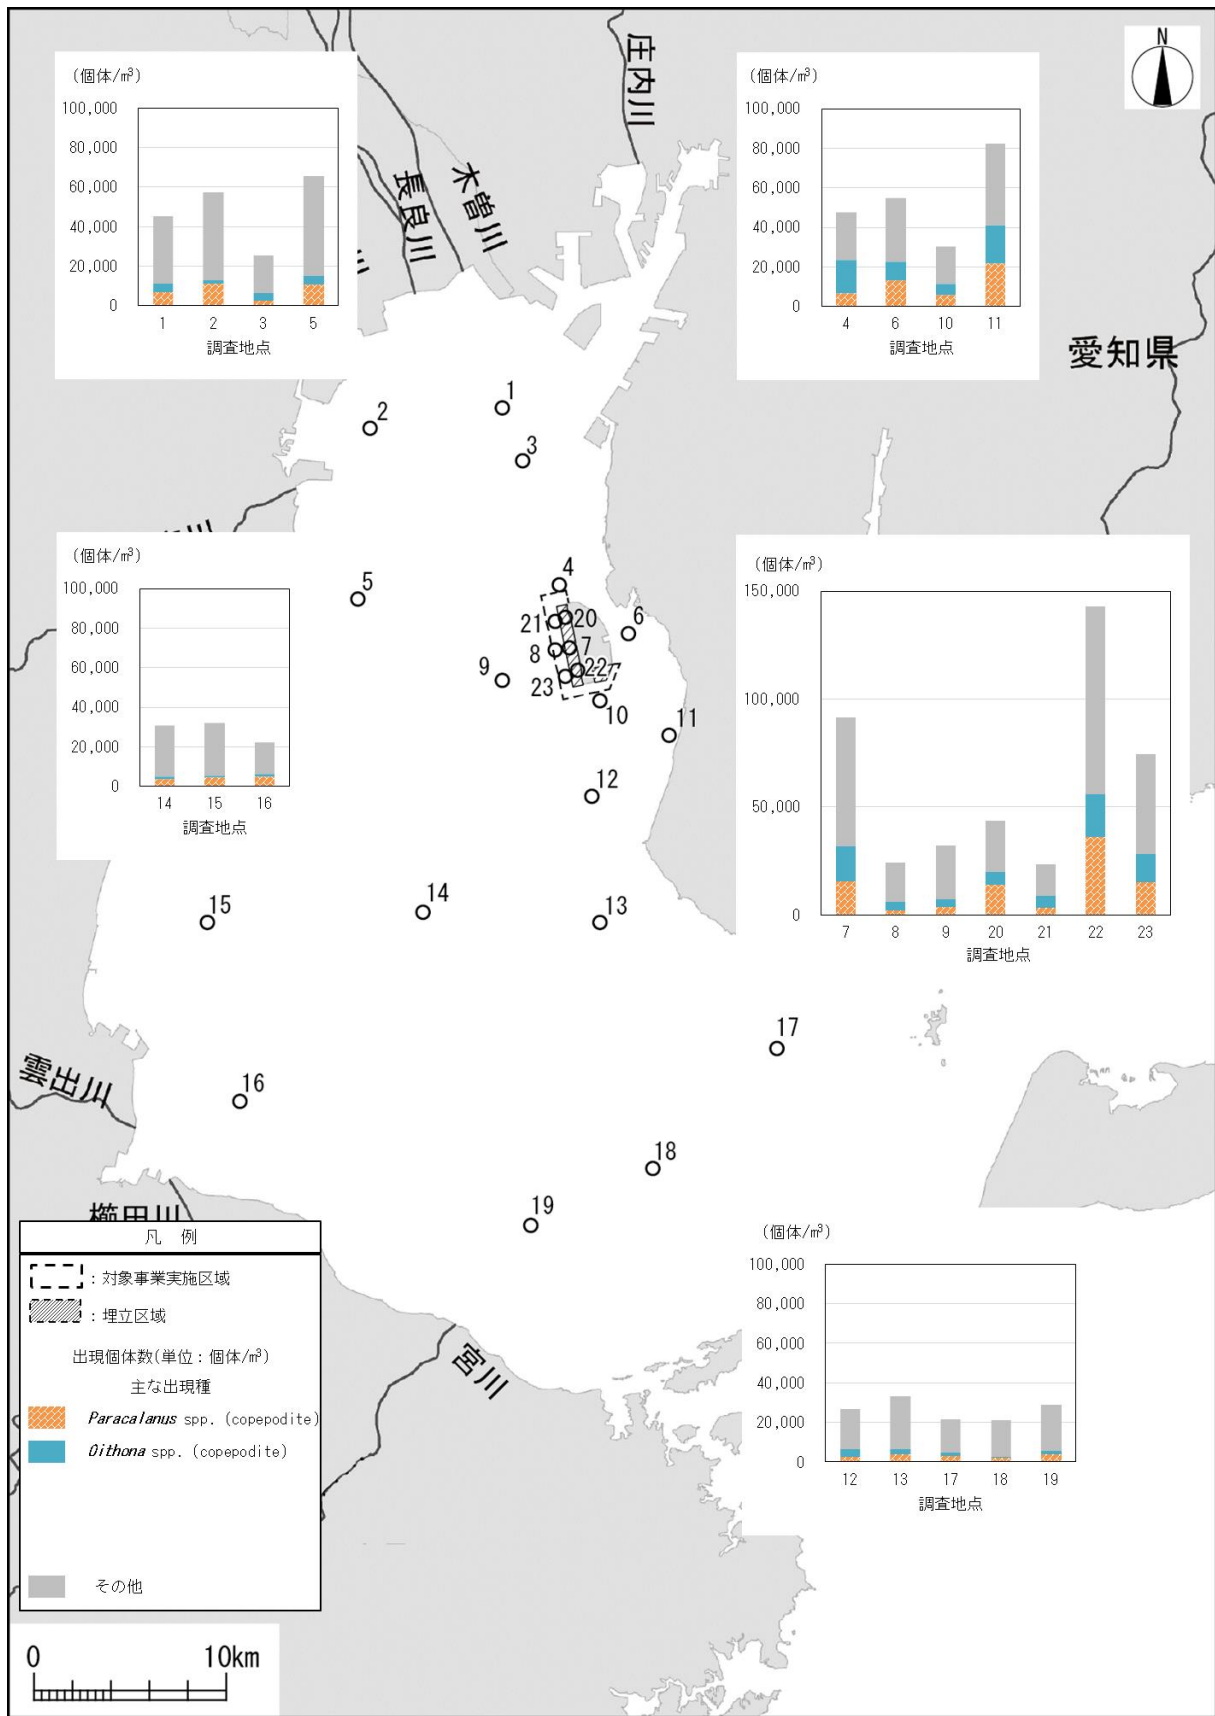 N
庄内川
木曽川
長良川
川
愛知県
(個体/㎥)
100,000
80,000
60,000
40,000
20,000
0
1 2 3 5
調査地点
(個体/㎥)
100,000
80,000
60,000
40,000
20,000
0
4 6 10 11
調査地点
1
2
3
4
5
6
20
21
7
8
22
9
23
10
11
12
13
14
15
16
17
18
19
川
(個体/㎥)
100,000
80,000
60,000
40,000
20,000
0
14 15 16
調査地点
(個体/㎥)
150,000
100,000
50,000
0
7 8 9 20 21 22 23
調査地点
雲出川
櫛田川
宮川
凡 例
:対象事業実施区域
:埋立区域
出現個体数(単位:個体/㎥)
主な出現種
Paracalanus spp. (copepodite)
Oithona spp. (copepodite)
その他
(個体/㎥)
100,000
80,000
60,000
40,000
20,000
0
12 13 17 18 19
調査地点
0 10km